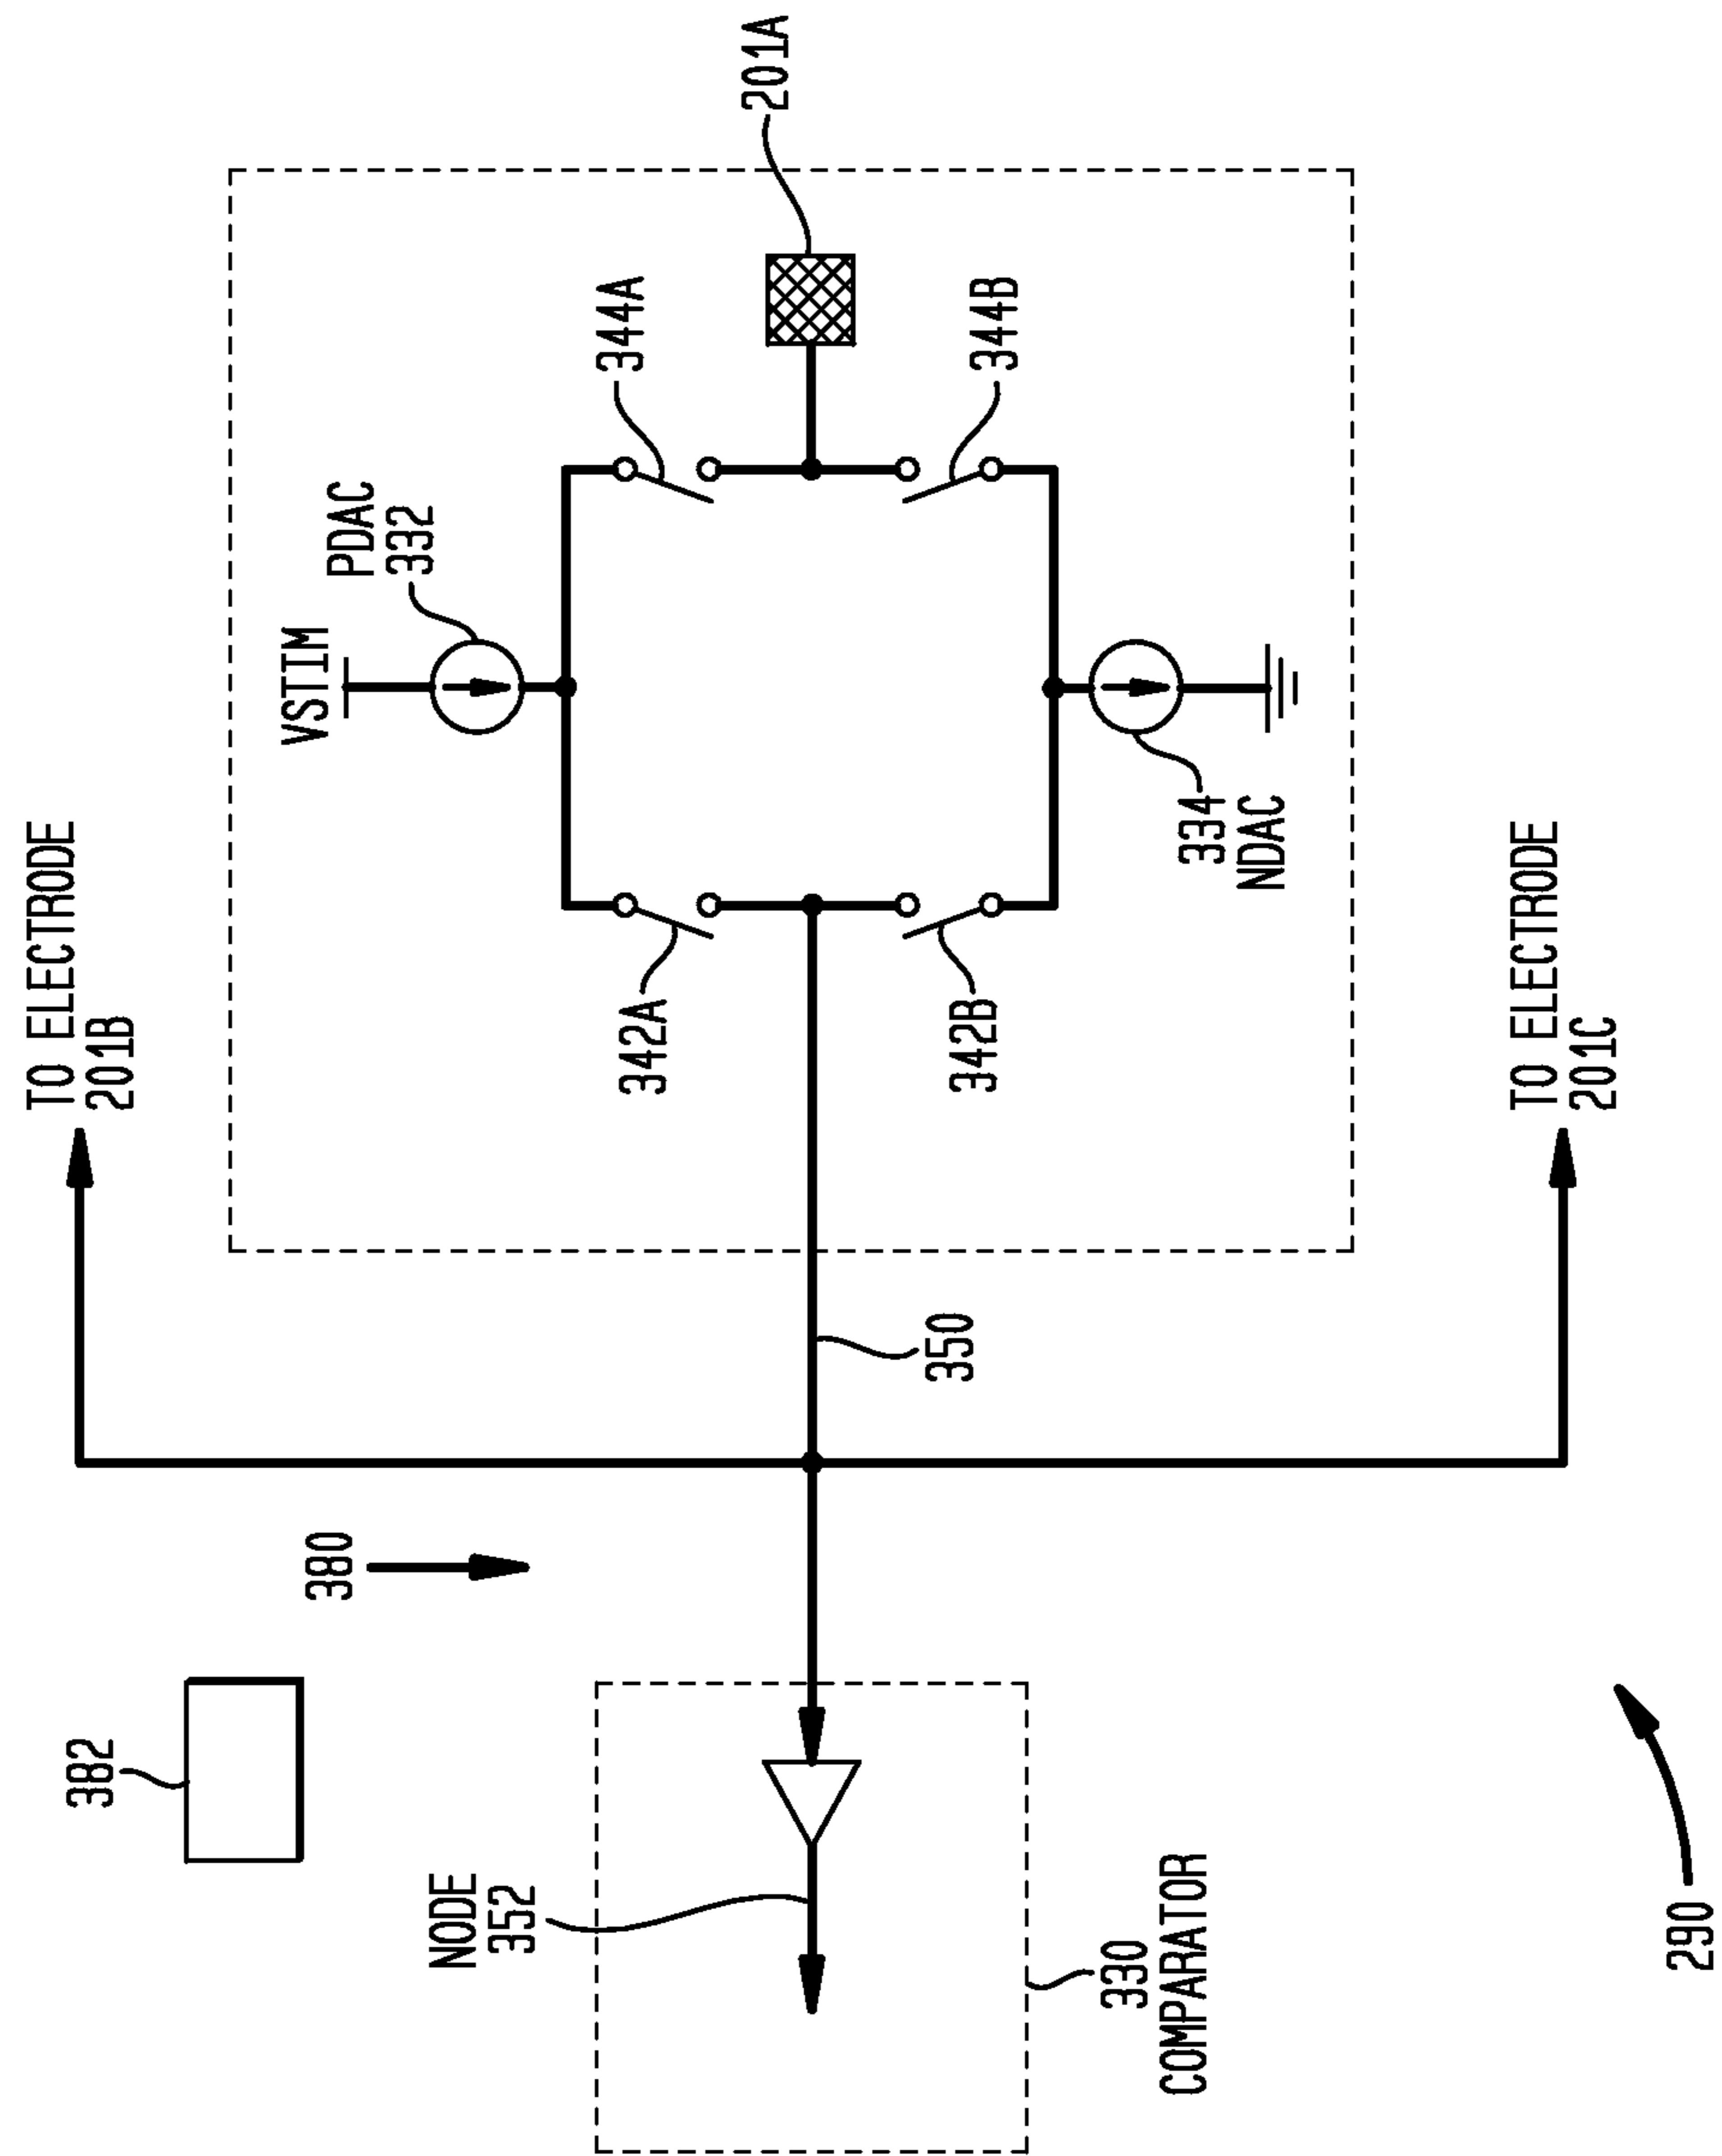 TO ELECTRODE
201B
VSTIM
PDAC
332
344A
201A
342A
342B
344B
334
NDAC
350
380
382
NODE
352
330
COMPARATOR
TO ELECTRODE
201C
290